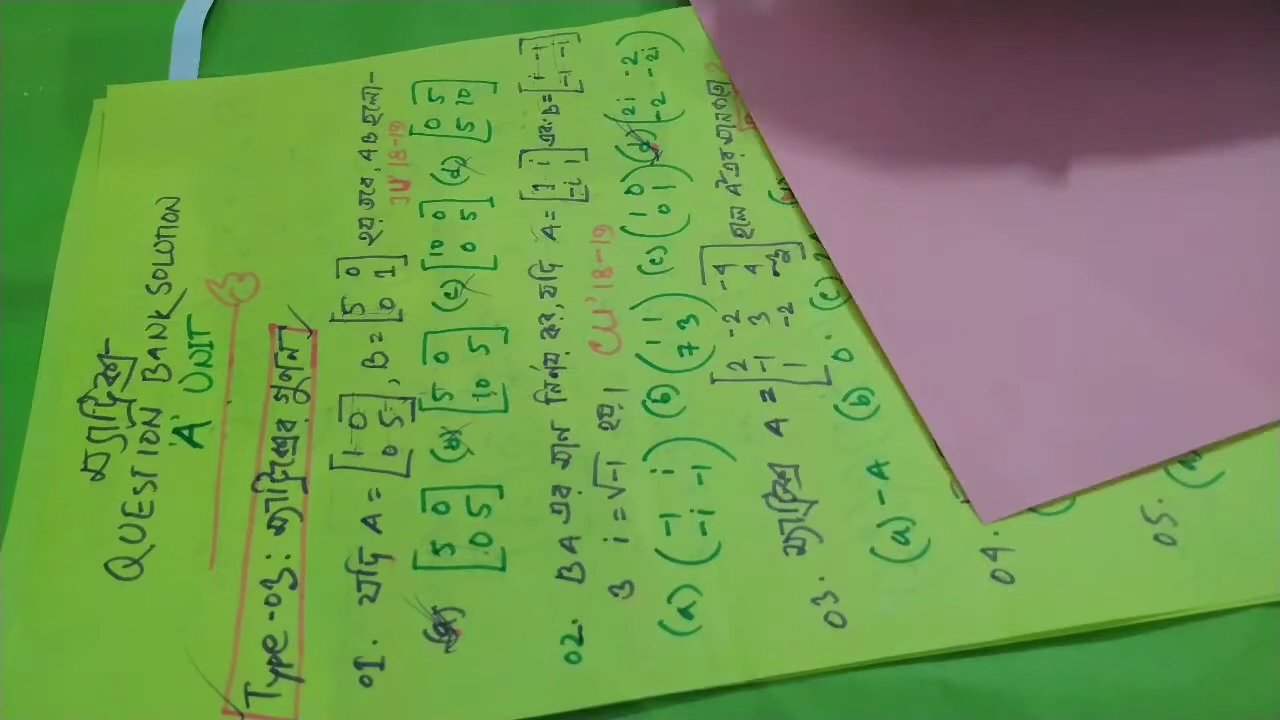 ম্যাট্রিক্স-
QUESTION BANK SOLUTION
'A' UNIT
Type-03: ম্যাট্রিক্সের গুণন
01. যদি A = [1 0 0 5], B = [5 0 0 1] হয় তবে, AB হলো-
JU'18-19
(a) [5 0 0 5] (b) [5 0 10 5] (c) [10 0 0 5] (d) [0 5 5 10]
02. BA এর মান নির্ণয় কর, যদি A = [1 i -i 1] এবং B = [i -1 -1 -i]
ও i = √-1 হয়।
CU'18-19
(a) (-1 i -i -1) (b) (1 1 7 3) (c) (1 0 0 1) (d) (2i -2 -2 -2i)
03. ম্যাট্রিক্স A = [2 -2 -4 -1 3 4 1 -2 -3] হলে A² এর মান কত?
(a) -A (b) 0 (c)
04.
05.